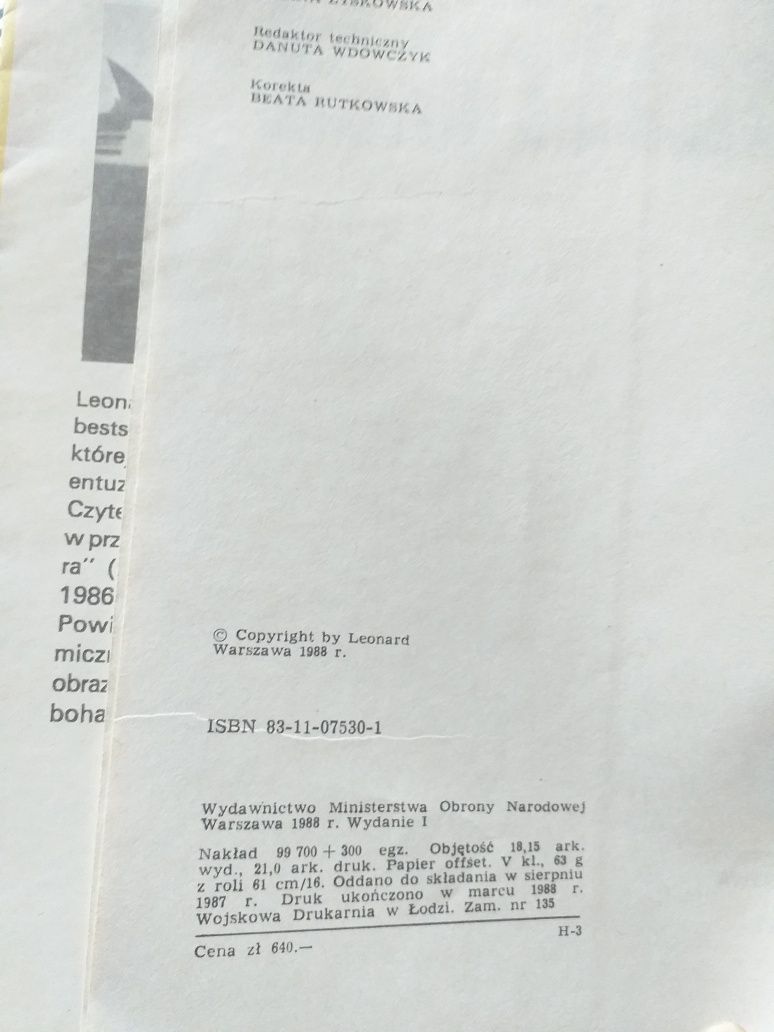 Redaktor techniczny
DANUTA WDOWCZYK
Korekta
BEATA RUTKOWSKA
Leon
bests
które
entuz
Czyte
w prz
ra” (
1986
Powi
miczn
obraz
boha
© Copyright by Leonard
Warszawa 1988 r.
ISBN 83-11-07530-1
Wydawnictwo Ministerstwa Obrony Narodowej
Warszawa 1988 r. Wydanie I
Nakład 99 700 + 300 egz. Objętość 18,15 ark.
wyd., 21,0 ark. druk. Papier offset. V kl., 63 g
z roli 61 cm/16. Oddano do składania w sierpniu
1987 r. Druk ukończono w marcu 1988 r.
Wojskowa Drukarnia w Łodzi. Zam. nr 135
H-3
Cena zł 640.—